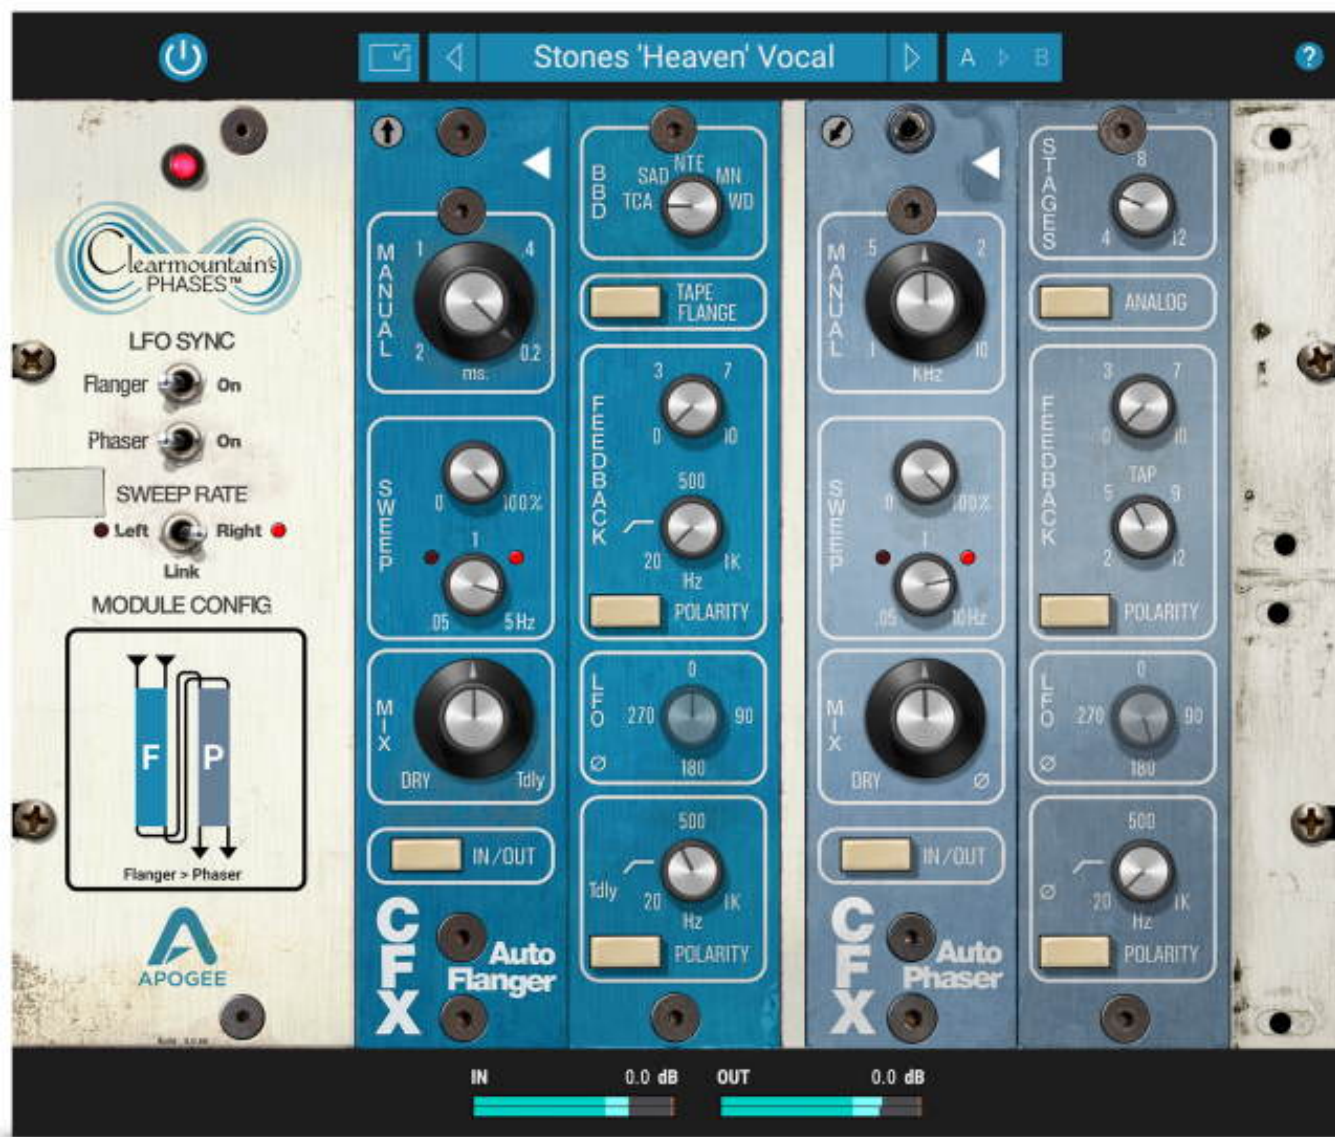 Stones 'Heaven' Vocal
A B
?
Clearmountain's
PHASES™
LFO SYNC
Flanger On
Phaser On
SWEEP RATE
Left Right
Link
MODULE CONFIG
F P
Flanger > Phaser
APOGEE
MANUAL
1 .4
2 0.2
ms.
SWEEP
0 100%
1
.05 5 Hz
MIX
DRY Tdly
IN/OUT
CFX
Auto
Flanger
BBD
NTE
SAD MN
TCA WD
TAPE
FLANGE
FEEDBACK
3 7
0 10
500
20 1K
Hz
POLARITY
LFO Ø
0
270 90
180
500
Tdly
20 1K
Hz
POLARITY
MANUAL
.5 2
.1 10
KHz
SWEEP
0 100%
1
.05 10Hz
MIX
DRY Ø
IN/OUT
CFX
Auto
Phaser
STAGES
8
4 12
ANALOG
FEEDBACK
3 7
0 10
TAP
5 9
2 12
POLARITY
LFO Ø
0
270 90
180
500
Ø
20 1K
Hz
POLARITY
IN 0.0 dB OUT 0.0 dB